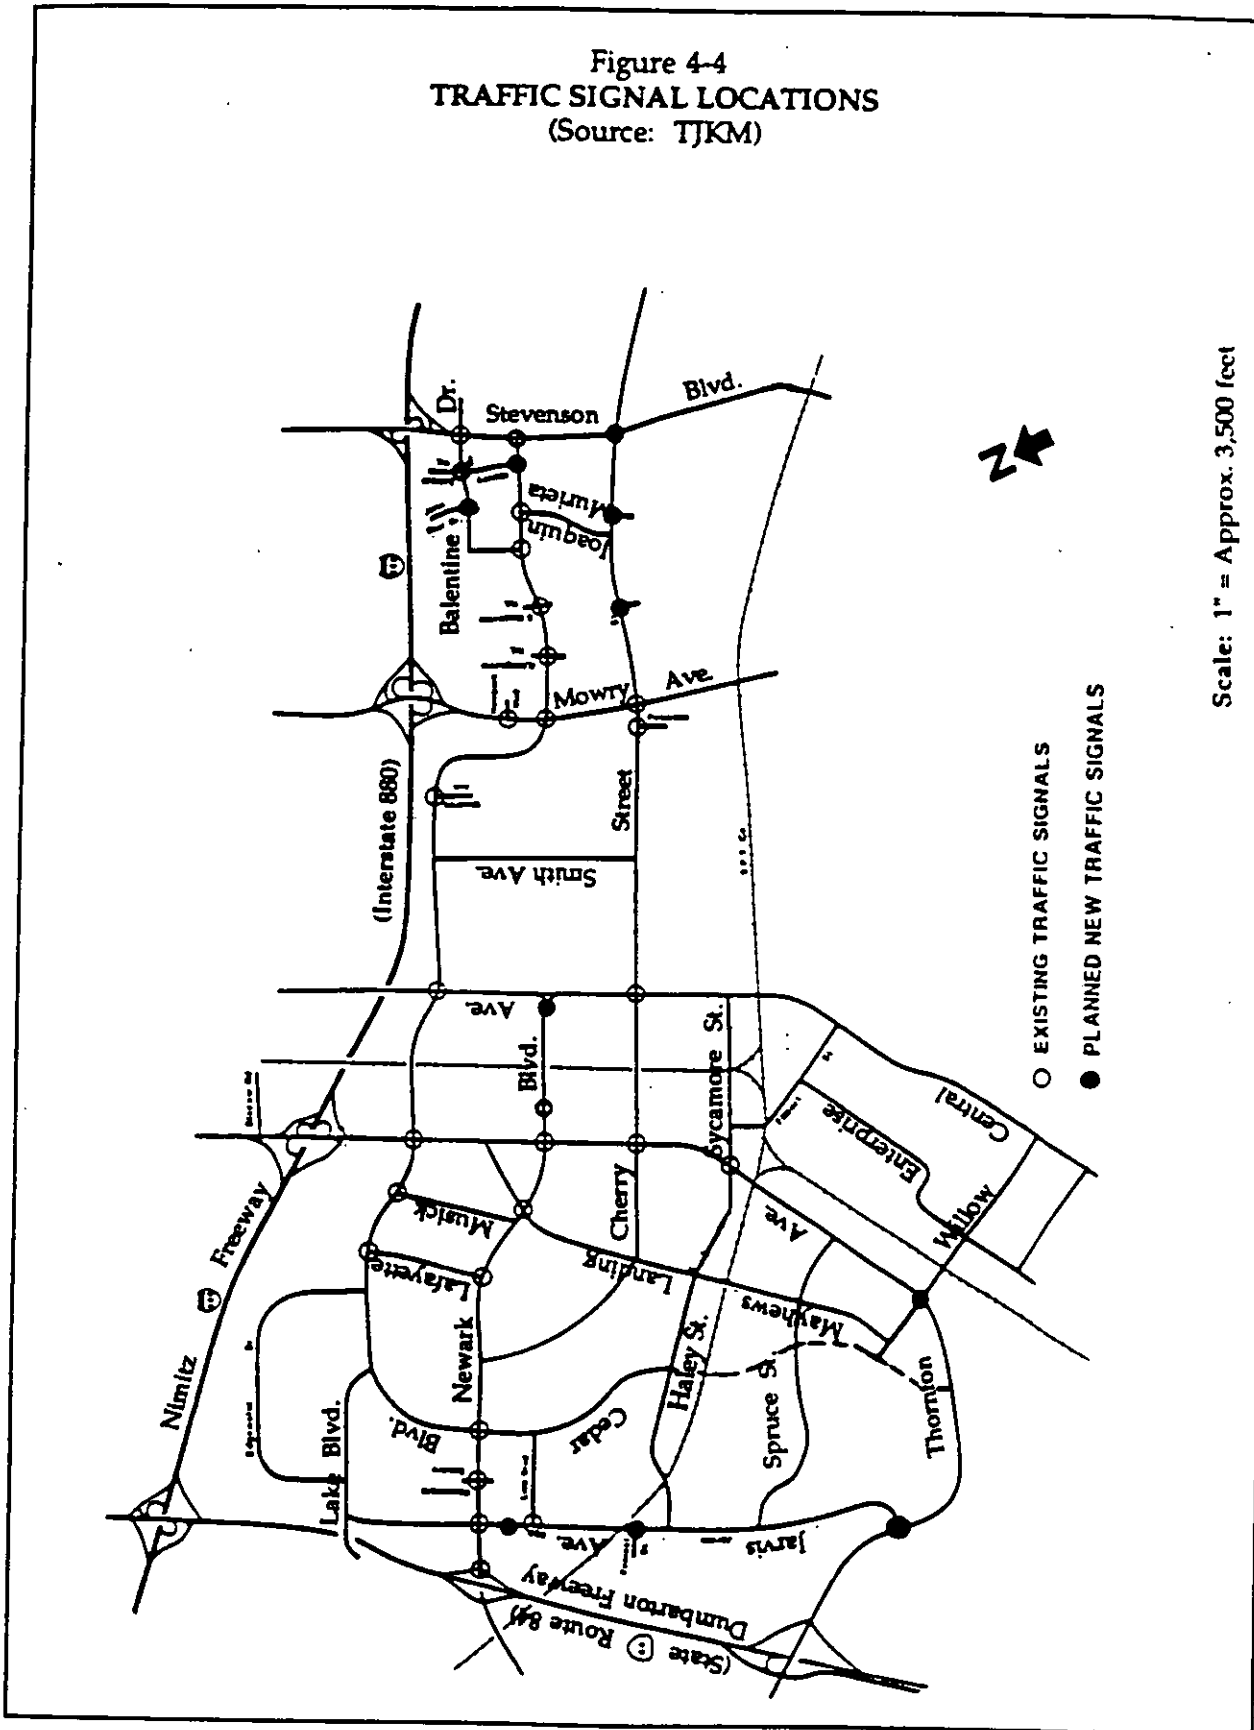 Figure 4-4
TRAFFIC SIGNAL LOCATIONS
(Source: TJKM)
Dr.
Stevenson
Blvd.
Balentine
Joaquin
Murieta
N
Mowry
Ave.
(Interstate 880)
Street
Smith Ave.
Ave.
Blvd.
Sycamore St.
Central
Enterprise
Willow
Nimitz
Freeway
Musick
Lafayette
Cherry
Landing
Mayhews
Ave.
Newark
Blvd.
Lake Blvd.
Cedar
Haley St.
Spruce St.
Thornton
Jarvis
Ave.
Dumbarton Freeway
(State
Route 84)
○ EXISTING TRAFFIC SIGNALS
● PLANNED NEW TRAFFIC SIGNALS
Scale: 1" = Approx. 3,500 feet